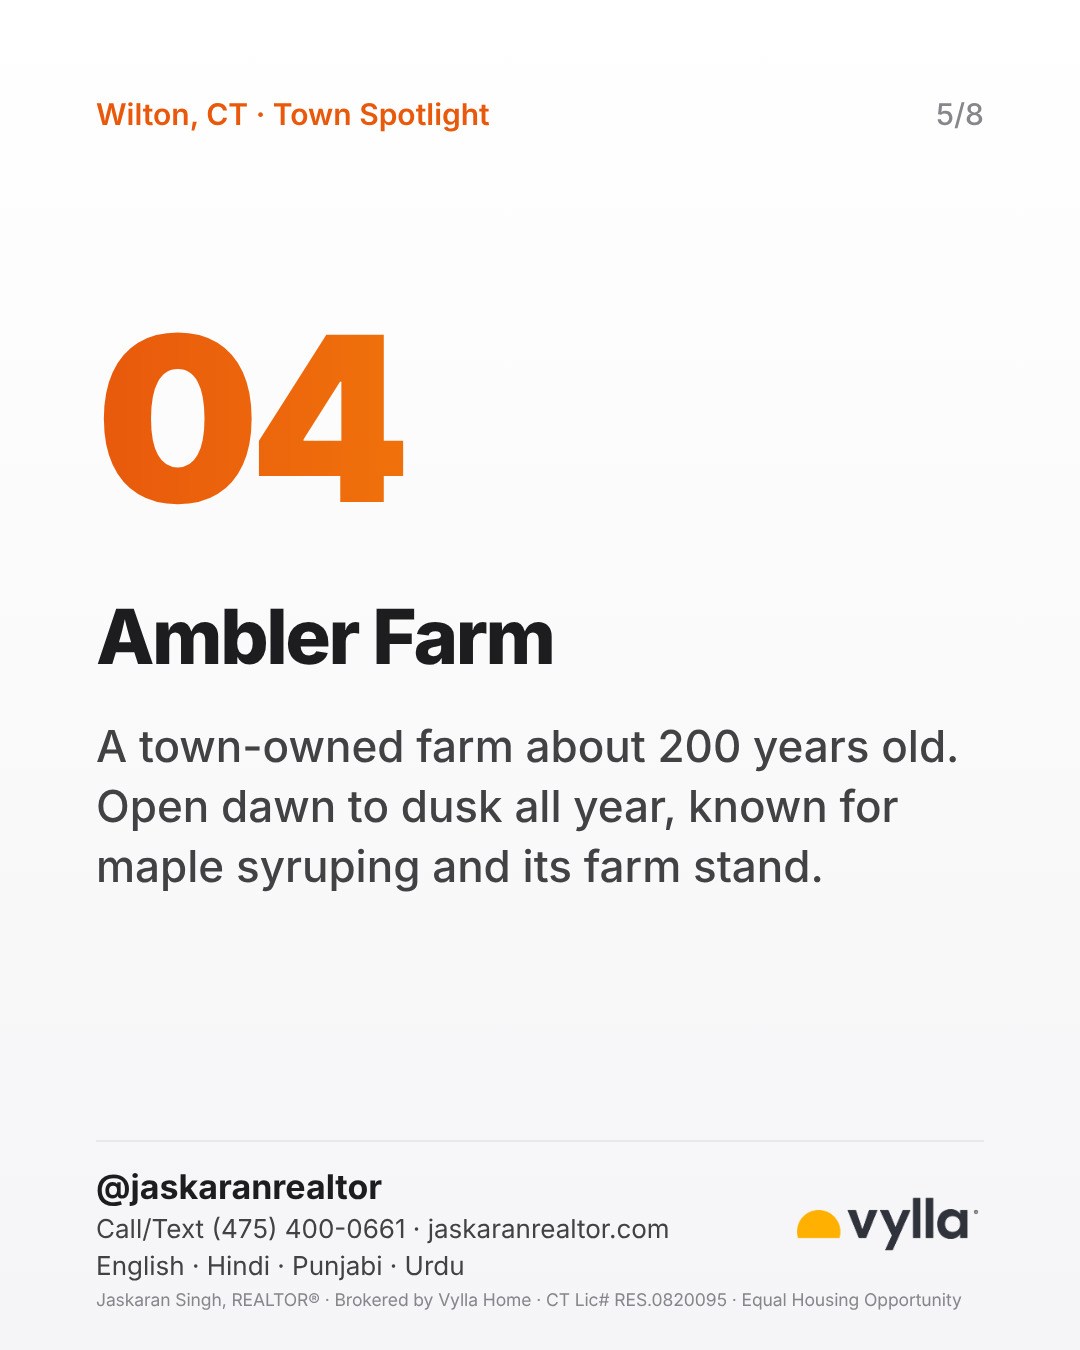 Wilton, CT · Town Spotlight
5/8
04
Ambler Farm
A town-owned farm about 200 years old.
Open dawn to dusk all year, known for
maple syruping and its farm stand.
@jaskaranrealtor
Call/Text (475) 400-0661 · jaskaranrealtor.com
English · Hindi · Punjabi · Urdu
Jaskaran Singh, REALTOR® · Brokered by Vylla Home · CT Lic# RES.0820095 · Equal Housing Opportunity
vylla